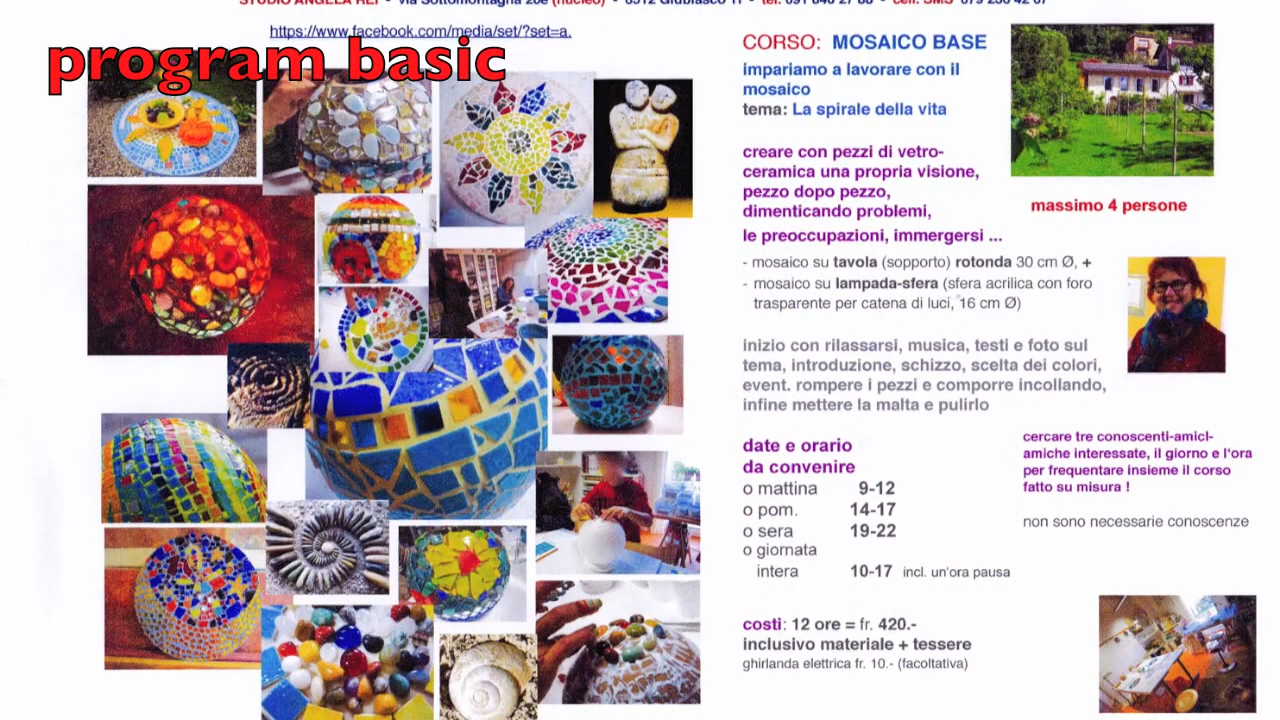 https://www.facebook.com/media/set/?set=a.
program basic
CORSO: MOSAICO BASE
impariamo a lavorare con il
mosaico
tema: La spirale della vita
creare con pezzi di vetro-
ceramica una propria visione,
pezzo dopo pezzo,
dimenticando problemi,
le preoccupazioni, immergersi ...
massimo 4 persone
- mosaico su tavola (sopporto) rotonda 30 cm Ø, +
- mosaico su lampada-sfera (sfera acrilica con foro
trasparente per catena di luci, 16 cm Ø)
inizio con rilassarsi, musica, testi e foto sul
tema, introduzione, schizzo, scelta dei colori,
event. rompere i pezzi e comporre incollando,
infine mettere la malta e pulirlo
date e orario
da convenire
o mattina 9-12
o pom. 14-17
o sera 19-22
o giornata
intera 10-17 incl. un'ora pausa
cercare tre conoscenti-amici-
amiche interessate, il giorno e l'ora
per frequentare insieme il corso
fatto su misura !
non sono necessarie conoscenze
costi: 12 ore = fr. 420.-
inclusivo materiale + tessere
ghirlanda elettrica fr. 10.- (facoltativa)